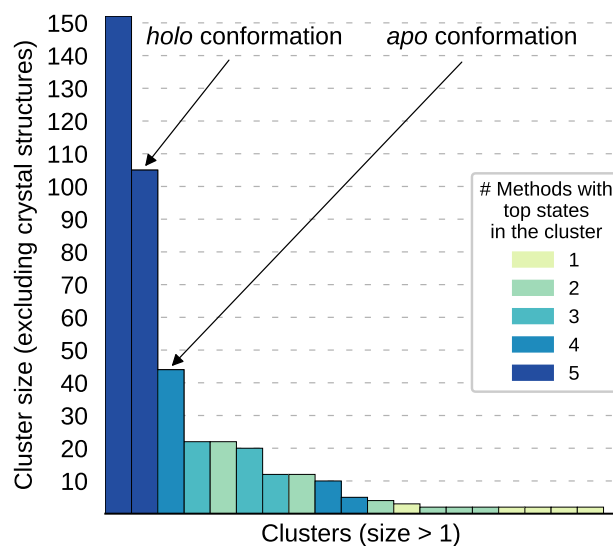 holo conformation
apo conformation
150
140
130
120
110
100
90
80
70
60
50
40
30
20
10
Cluster size (excluding crystal structures)
# Methods with
top states
in the cluster
1
2
3
4
5
Clusters (size > 1)